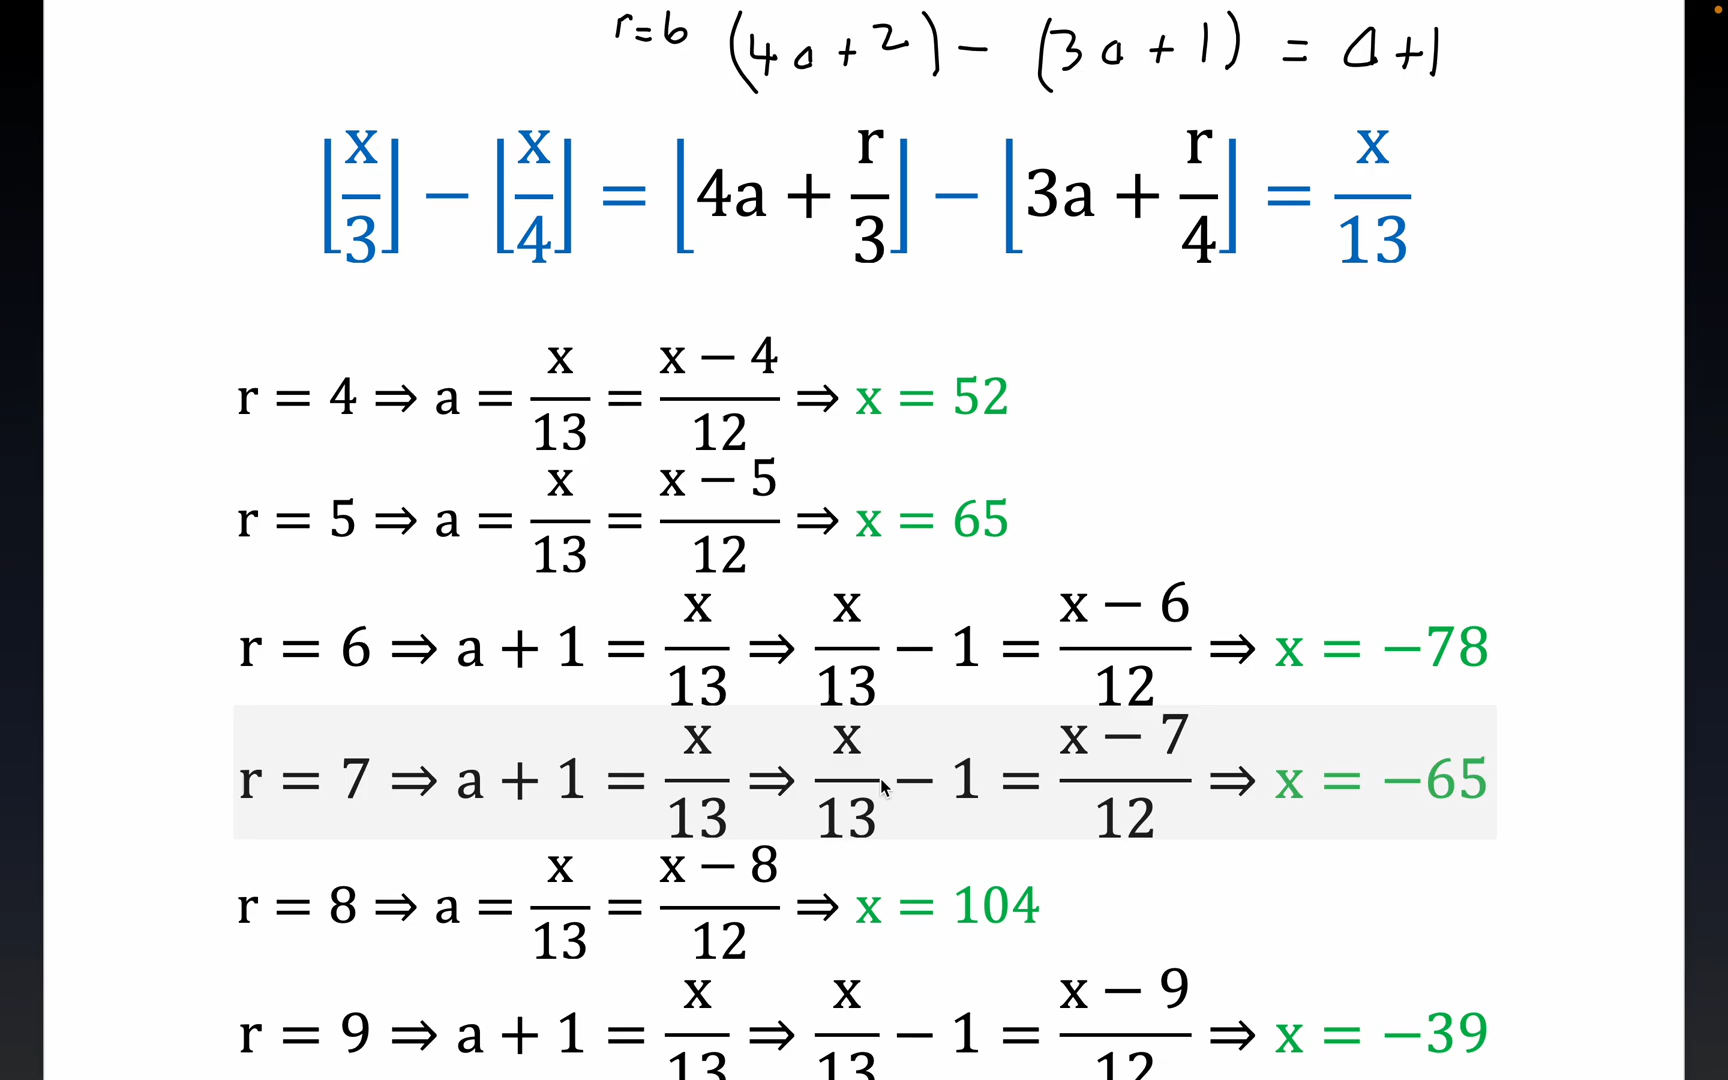 r=6 (4a+2) − (3a+1) = a+1
⌊x/3⌋ − ⌊x/4⌋ = ⌊4a + r/3⌋ − ⌊3a + r/4⌋ = x/13
r = 4 ⇒ a = x/13 = (x − 4)/12 ⇒ x = 52
r = 5 ⇒ a = x/13 = (x − 5)/12 ⇒ x = 65
r = 6 ⇒ a + 1 = x/13 ⇒ x/13 − 1 = (x − 6)/12 ⇒ x = −78
r = 7 ⇒ a + 1 = x/13 ⇒ x/13 − 1 = (x − 7)/12 ⇒ x = −65
r = 8 ⇒ a = x/13 = (x − 8)/12 ⇒ x = 104
r = 9 ⇒ a + 1 = x/13 ⇒ x/13 − 1 = (x − 9)/12 ⇒ x = −39